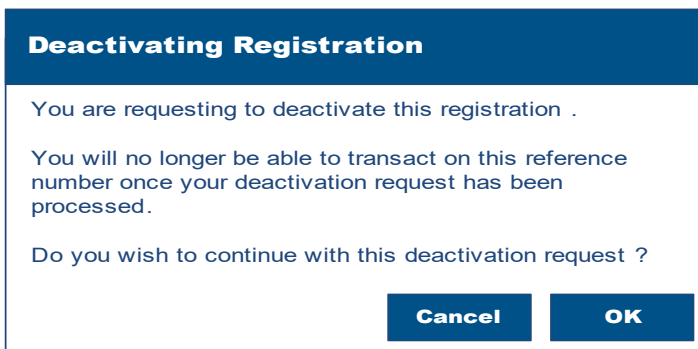 Deactivating Registration
You are requesting to deactivate this registration .
You will no longer be able to transact on this reference
number once your deactivation request has been
processed.
Do you wish to continue with this deactivation request ?
Cancel OK